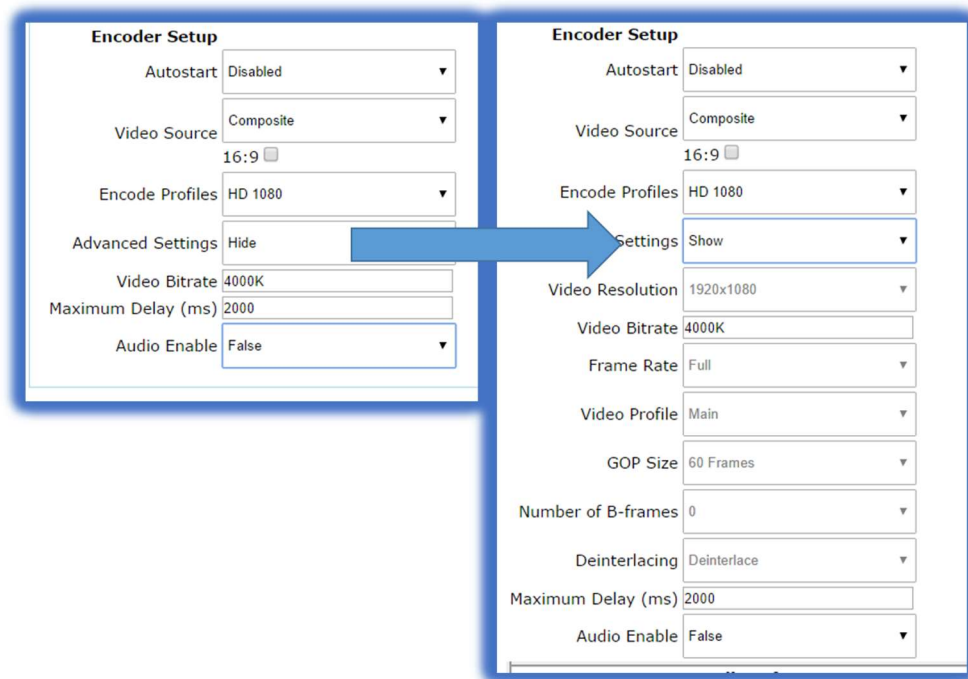 Encoder Setup
Autostart Disabled
Video Source Composite
16:9
Encode Profiles HD 1080
Advanced Settings Hide
Video Bitrate 4000K
Maximum Delay (ms) 2000
Audio Enable False
Encoder Setup
Autostart Disabled
Video Source Composite
16:9
Encode Profiles HD 1080
Settings Show
Video Resolution 1920x1080
Video Bitrate 4000K
Frame Rate Full
Video Profile Main
GOP Size 60 Frames
Number of B-frames 0
Deinterlacing Deinterlace
Maximum Delay (ms) 2000
Audio Enable False